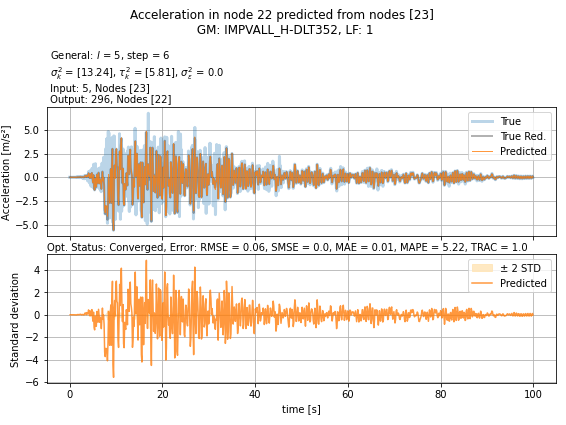 Acceleration in node 22 predicted from nodes [23]
GM: IMPVALL_H-DLT352, LF: 1
General: l = 5, step = 6
σ²ₖ = [13.24], τ²ₖ = [5.81], σ²_ε = 0.0
Input: 5, Nodes [23]
Output: 296, Nodes [22]
Acceleration [m/s²]
5.0
2.5
0.0
−2.5
−5.0
True
True Red.
Predicted
Opt. Status: Converged, Error: RMSE = 0.06, SMSE = 0.0, MAE = 0.01, MAPE = 5.22, TRAC = 1.0
Standard deviation
4
2
0
−2
−4
−6
± 2 STD
Predicted
0 20 40 60 80 100
time [s]